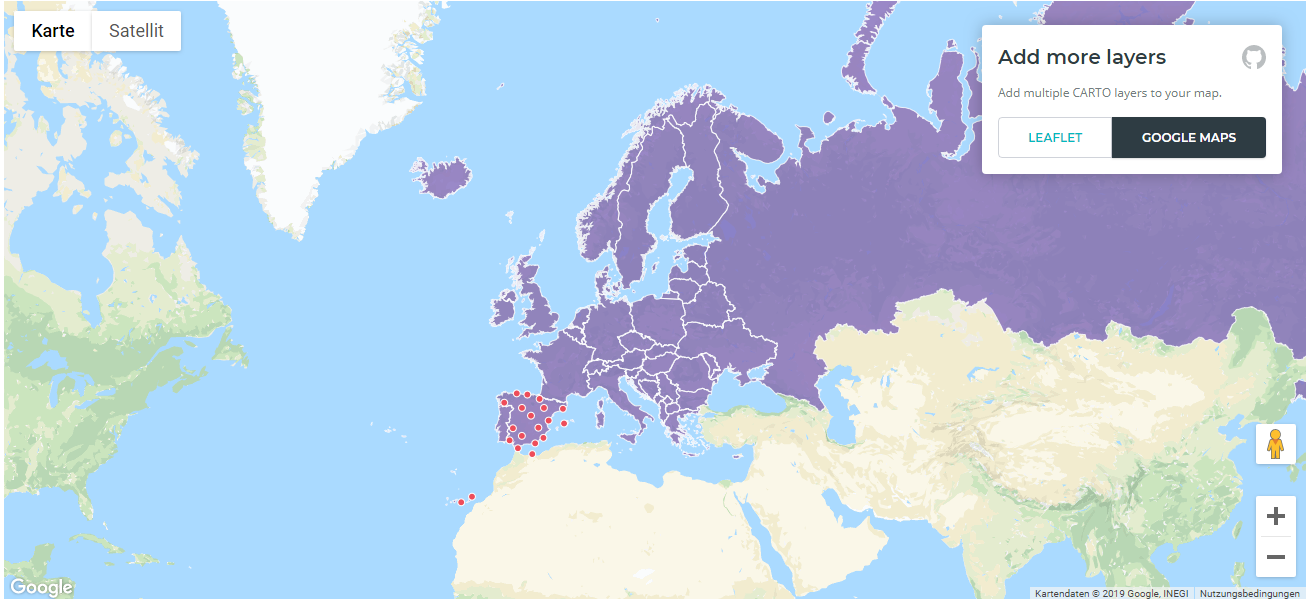 Karte
Satellit
Add more layers
Add multiple CARTO layers to your map.
LEAFLET
GOOGLE MAPS
Google
Kartendaten © 2019 Google, INEGI
Nutzungsbedingungen